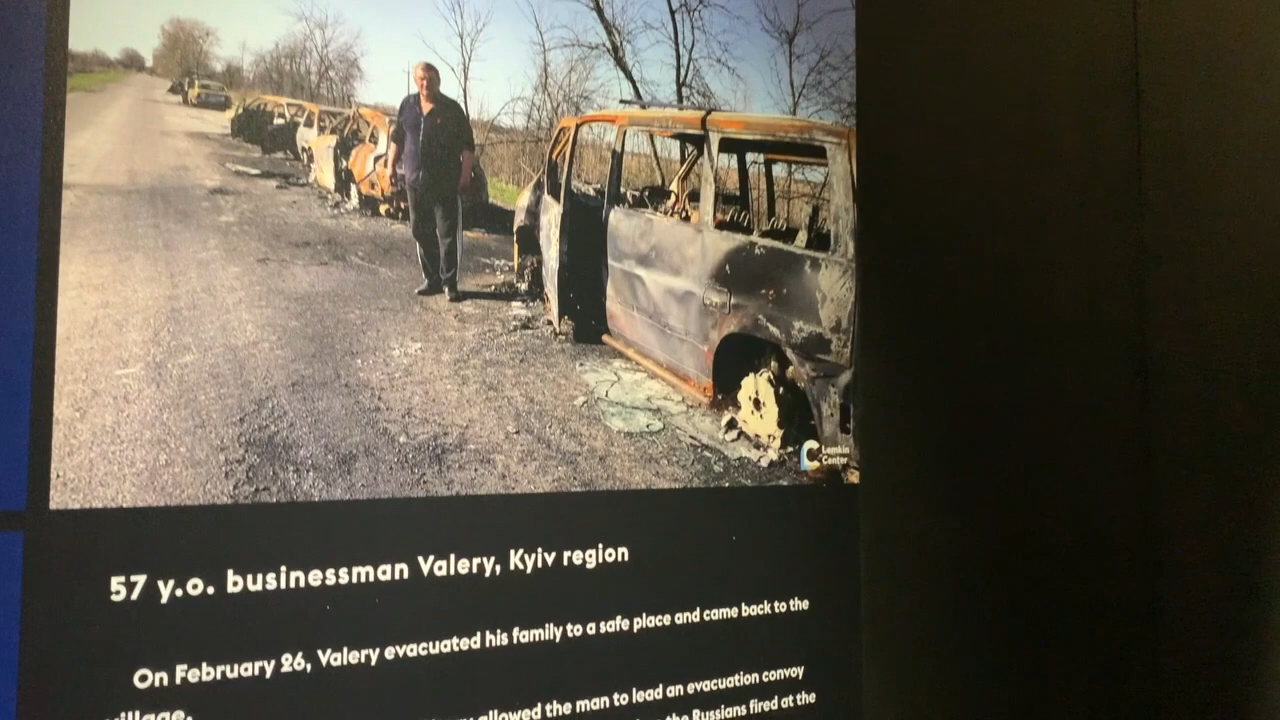 Lemkin
Center
57 y.o. businessman Valery, Kyiv region
On February 26, Valery evacuated his family to a safe place and came back to the
village.
allowed the man to lead an evacuation convoy
the Russians fired at the